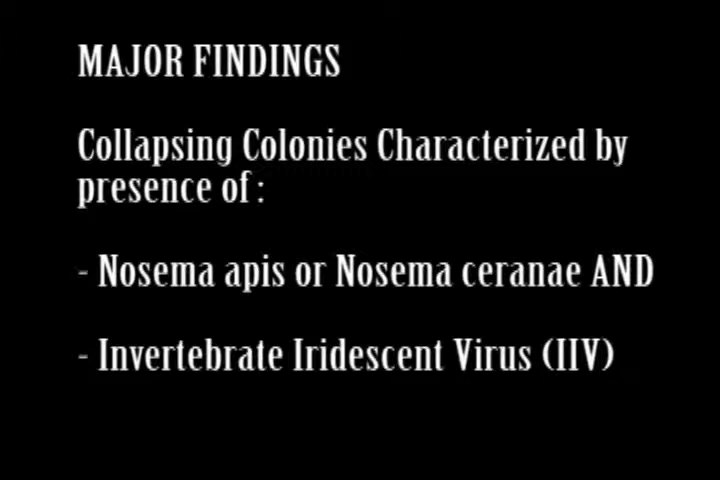 MAJOR FINDINGS
Collapsing Colonies Characterized by
presence of :
- Nosema apis or Nosema ceranae AND
- Invertebrate Iridescent Virus (IIV)